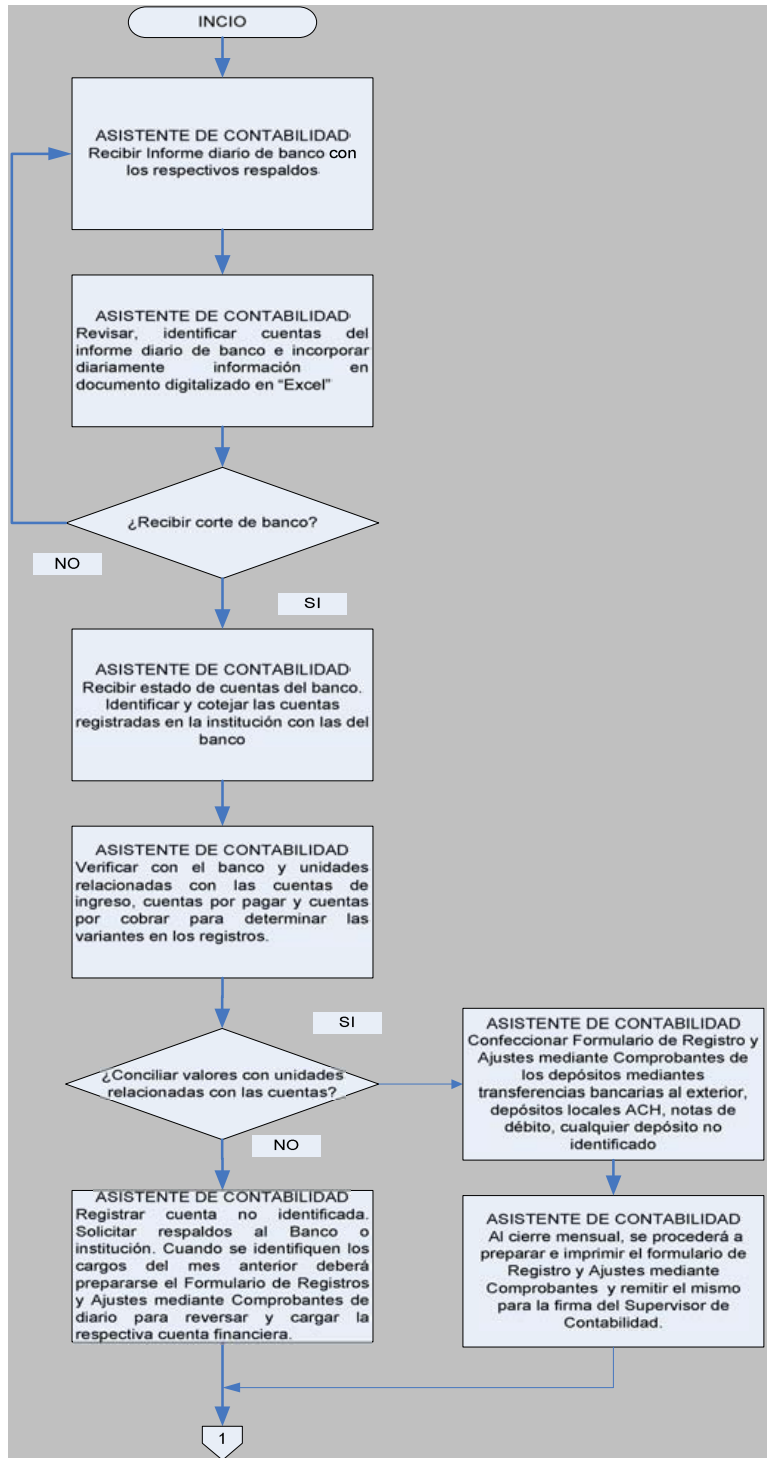 INCIO
ASISTENTE DE CONTABILIDAD
Recibir Informe diario de banco con
los respectivos respaldos
ASISTENTE DE CONTABILIDAD
Revisar, identificar cuentas del
informe diario de banco e incorporar
diariamente información en
documento digitalizado en “Excel”
¿Recibir corte de banco?
NO
SI
ASISTENTE DE CONTABILIDAD
Recibir estado de cuentas del banco.
Identificar y cotejar las cuentas
registradas en la institución con las del
banco
ASISTENTE DE CONTABILIDAD
Verificar con el banco y unidades
relacionadas con las cuentas de
ingreso, cuentas por pagar y cuentas
por cobrar para determinar las
variantes en los registros.
SI
¿Conciliar valores con unidades
relacionadas con las cuentas?
NO
ASISTENTE DE CONTABILIDAD
Confeccionar Formulario de Registro y
Ajustes mediante Comprobantes de
los depósitos mediantes
transferencias bancarias al exterior,
depósitos locales ACH, notas de
débito, cualquier depósito no
identificado
ASISTENTE DE CONTABILIDAD
Registrar cuenta no identificada.
Solicitar respaldos al Banco o
institución. Cuando se identifiquen los
cargos del mes anterior deberá
prepararse el Formulario de Registros
y Ajustes mediante Comprobantes de
diario para reversar y cargar la
respectiva cuenta financiera.
ASISTENTE DE CONTABILIDAD
Al cierre mensual, se procederá a
preparar e imprimir el formulario de
Registro y Ajustes mediante
Comprobantes y remitir el mismo
para la firma del Supervisor de
Contabilidad.
1